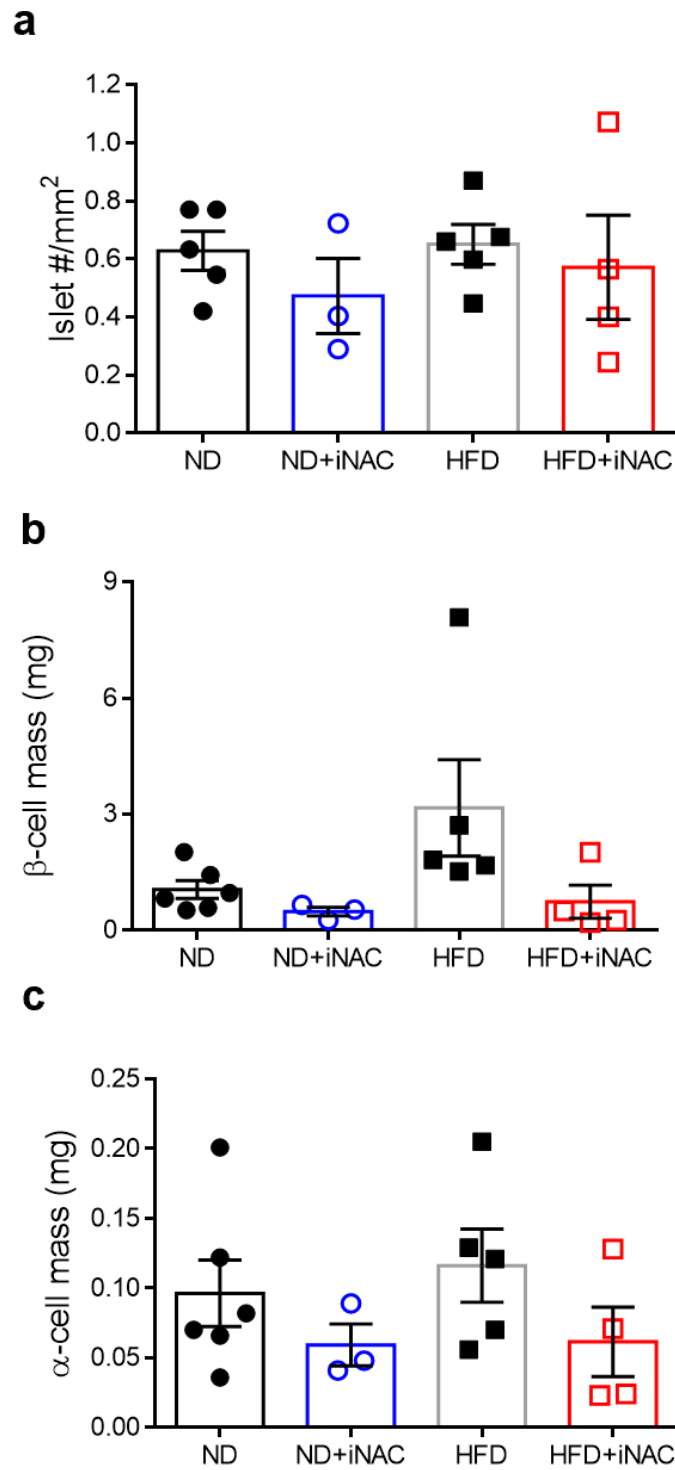 a
Islet #/mm²
1.2
1.0
0.8
0.6
0.4
0.2
0.0
ND ND+iNAC HFD HFD+iNAC
b
β-cell mass (mg)
9
6
3
0
ND ND+iNAC HFD HFD+iNAC
c
α-cell mass (mg)
0.25
0.20
0.15
0.10
0.05
0.00
ND ND+iNAC HFD HFD+iNAC